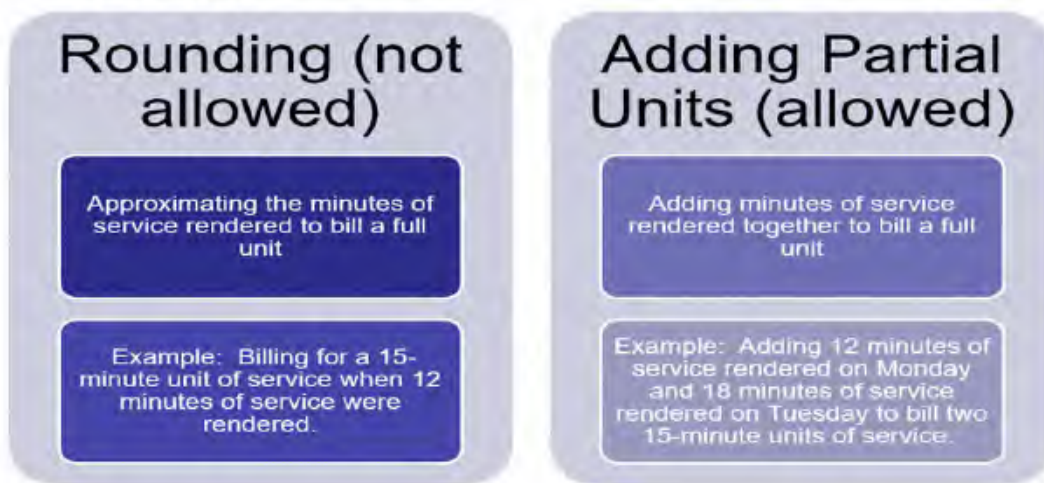 Rounding (not
allowed)
Approximating the minutes of
service rendered to bill a full
unit
Example:  Billing for a 15-
minute unit of service when 12
minutes of service were
rendered.
Adding Partial
Units (allowed)
Adding minutes of service
rendered together to bill a full
unit
Example:  Adding 12 minutes of
service rendered on Monday
and 18 minutes of service
rendered on Tuesday to bill two
15-minute units of service.